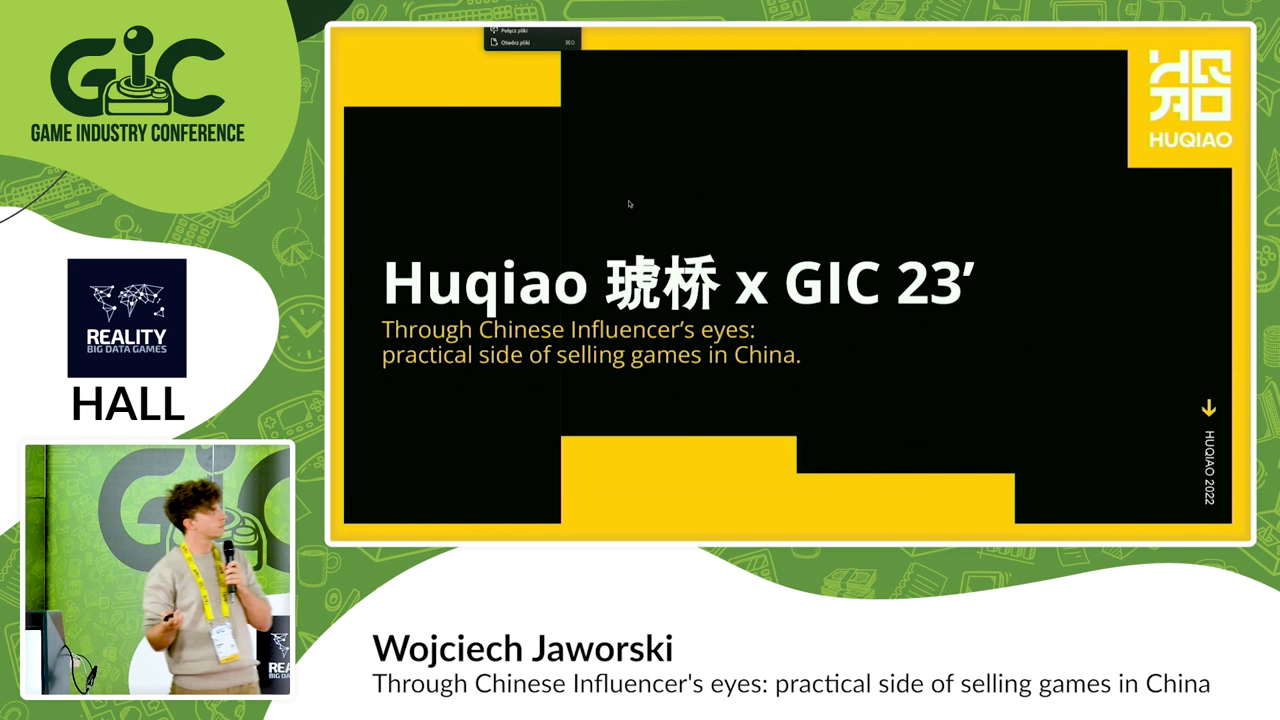 GIC
GAME INDUSTRY CONFERENCE
REALITY
BIG DATA GAMES
HALL
Połącz pliki
Otwórz pliki ⌘O
HUQIAO
Huqiao 琥桥 x GIC 23’
Through Chinese Influencer’s eyes:
practical side of selling games in China.
HUQIAO 2022
Wojciech Jaworski
Through Chinese Influencer's eyes: practical side of selling games in China